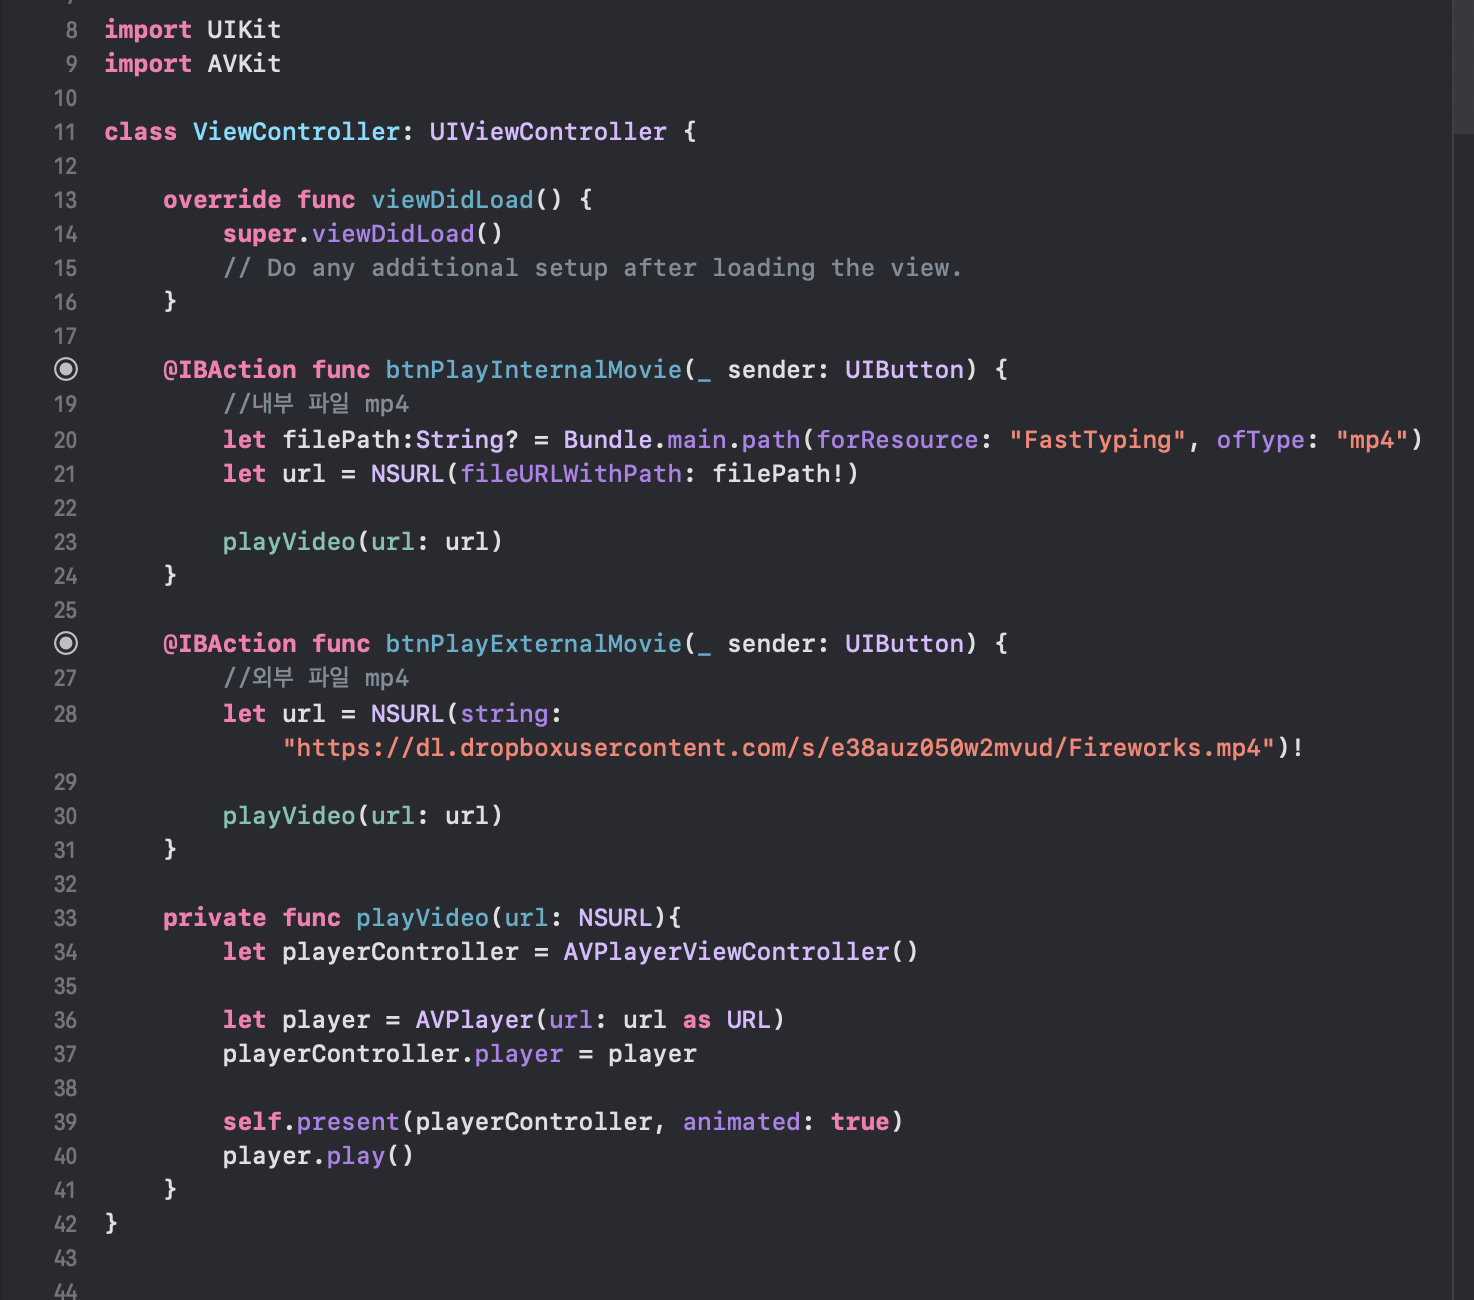 8 import UIKit
9 import AVKit
10
11 class ViewController: UIViewController {
12
13     override func viewDidLoad() {
14         super.viewDidLoad()
15         // Do any additional setup after loading the view.
16     }
17
    @IBAction func btnPlayInternalMovie(_ sender: UIButton) {
19         //내부 파일 mp4
20         let filePath:String? = Bundle.main.path(forResource: "FastTyping", ofType: "mp4")
21         let url = NSURL(fileURLWithPath: filePath!)
22
23         playVideo(url: url)
24     }
25
    @IBAction func btnPlayExternalMovie(_ sender: UIButton) {
27         //외부 파일 mp4
28         let url = NSURL(string:
            "https://dl.dropboxusercontent.com/s/e38auz050w2mvud/Fireworks.mp4")!
29
30         playVideo(url: url)
31     }
32
33     private func playVideo(url: NSURL){
34         let playerController = AVPlayerViewController()
35
36         let player = AVPlayer(url: url as URL)
37         playerController.player = player
38
39         self.present(playerController, animated: true)
40         player.play()
41     }
42 }
43
44